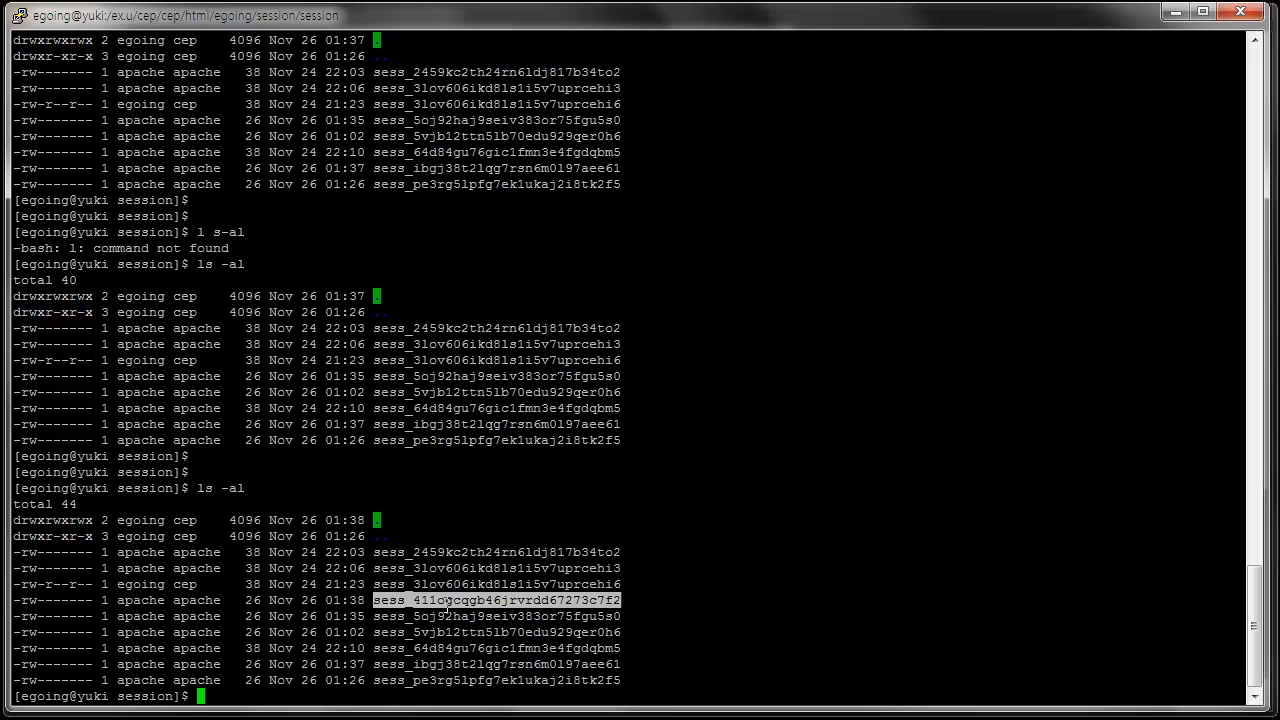 egoing@yuki:/ex.u/cep/cep/html/egoing/session/session
drwxrwxrwx 2 egoing cep    4096 Nov 26 01:37 .
drwxr-xr-x 3 egoing cep    4096 Nov 26 01:26 ..
-rw------- 1 apache apache   38 Nov 24 22:03 sess_2459kc2th24rn6ldj817b34to2
-rw------- 1 apache apache   38 Nov 24 22:06 sess_3lov606ikd8ls1i5v7uprcehi3
-rw-r--r-- 1 egoing cep      38 Nov 24 21:23 sess_3lov606ikd8ls1i5v7uprcehi6
-rw------- 1 apache apache   26 Nov 26 01:35 sess_5oj92haj9seiv383or75fgu5s0
-rw------- 1 apache apache   26 Nov 26 01:02 sess_5vjb12ttn5lb70edu929qer0h6
-rw------- 1 apache apache   38 Nov 24 22:10 sess_64d84gu76gic1fmn3e4fgdqbm5
-rw------- 1 apache apache   26 Nov 26 01:37 sess_ibgj38t2lqg7rsn6m0l97aee61
-rw------- 1 apache apache   26 Nov 26 01:26 sess_pe3rg5lpfg7ek1ukaj2i8tk2f5
[egoing@yuki session]$
[egoing@yuki session]$
[egoing@yuki session]$ l s-al
-bash: l: command not found
[egoing@yuki session]$ ls -al
total 40
drwxrwxrwx 2 egoing cep    4096 Nov 26 01:37 .
drwxr-xr-x 3 egoing cep    4096 Nov 26 01:26 ..
-rw------- 1 apache apache   38 Nov 24 22:03 sess_2459kc2th24rn6ldj817b34to2
-rw------- 1 apache apache   38 Nov 24 22:06 sess_3lov606ikd8ls1i5v7uprcehi3
-rw-r--r-- 1 egoing cep      38 Nov 24 21:23 sess_3lov606ikd8ls1i5v7uprcehi6
-rw------- 1 apache apache   26 Nov 26 01:35 sess_5oj92haj9seiv383or75fgu5s0
-rw------- 1 apache apache   26 Nov 26 01:02 sess_5vjb12ttn5lb70edu929qer0h6
-rw------- 1 apache apache   38 Nov 24 22:10 sess_64d84gu76gic1fmn3e4fgdqbm5
-rw------- 1 apache apache   26 Nov 26 01:37 sess_ibgj38t2lqg7rsn6m0l97aee61
-rw------- 1 apache apache   26 Nov 26 01:26 sess_pe3rg5lpfg7ek1ukaj2i8tk2f5
[egoing@yuki session]$
[egoing@yuki session]$
[egoing@yuki session]$ ls -al
total 44
drwxrwxrwx 2 egoing cep    4096 Nov 26 01:38 .
drwxr-xr-x 3 egoing cep    4096 Nov 26 01:26 ..
-rw------- 1 apache apache   38 Nov 24 22:03 sess_2459kc2th24rn6ldj817b34to2
-rw------- 1 apache apache   38 Nov 24 22:06 sess_3lov606ikd8ls1i5v7uprcehi3
-rw-r--r-- 1 egoing cep      38 Nov 24 21:23 sess_3lov606ikd8ls1i5v7uprcehi6
-rw------- 1 apache apache   26 Nov 26 01:38
-rw------- 1 apache apache   26 Nov 26 01:35 sess_5oj92haj9seiv383or75fgu5s0
-rw------- 1 apache apache   26 Nov 26 01:02 sess_5vjb12ttn5lb70edu929qer0h6
-rw------- 1 apache apache   38 Nov 24 22:10 sess_64d84gu76gic1fmn3e4fgdqbm5
-rw------- 1 apache apache   26 Nov 26 01:37 sess_ibgj38t2lqg7rsn6m0l97aee61
-rw------- 1 apache apache   26 Nov 26 01:26 sess_pe3rg5lpfg7ek1ukaj2i8tk2f5
[egoing@yuki session]$